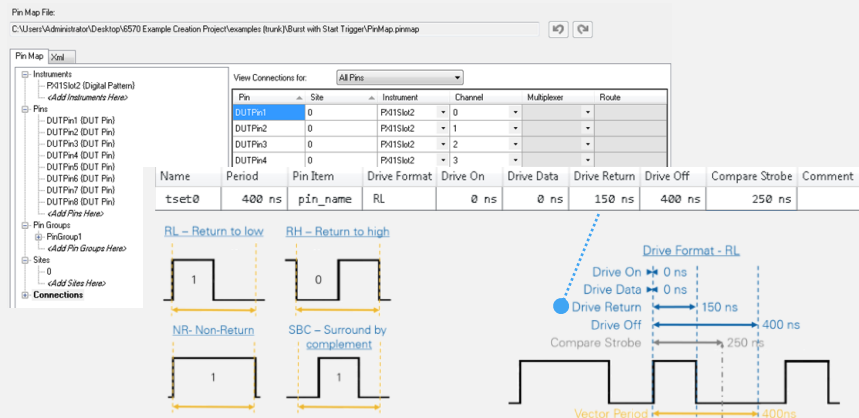 Pin Map File:
C:\Users\Administrator\Desktop\6570 Example Creation Project\examples (trunk)\Burst with Start Trigger\PinMap.pinmap
Pin Map Xml
Instruments
PXI1Slot2 (Digital Pattern)
<Add Instruments Here>
Pins
DUTPin1 (DUT Pin)
DUTPin2 (DUT Pin)
DUTPin3 (DUT Pin)
DUTPin4 (DUT Pin)
DUTPin5 (DUT Pin)
DUTPin6 (DUT Pin)
DUTPin7 (DUT Pin)
DUTPin8 (DUT Pin)
<Add Pins Here>
Pin Groups
PinGroup1
<Add Pin Groups Here>
Sites
0
<Add Sites Here>
Connections
View Connections for: All Pins
Pin Site Instrument Channel Multiplexer Route
DUTPin1 0 PXI1Slot2 0
DUTPin2 0 PXI1Slot2 1
DUTPin3 0 PXI1Slot2 2
DUTPin4 0 PXI1Slot2 3
Name Period Pin Item Drive Format Drive On Drive Data Drive Return Drive Off Compare Strobe Comment
tset0 400 ns pin_name RL 0 ns 0 ns 150 ns 400 ns 250 ns
RL – Return to low
1
RH – Return to high
0
NR- Non-Return
1
SBC – Surround by
complement
1
Drive Format - RL
Drive On 0 ns
Drive Data 0 ns
Drive Return 150 ns
Drive Off 400 ns
Compare Strobe 250 ns
Vector Period 400ns